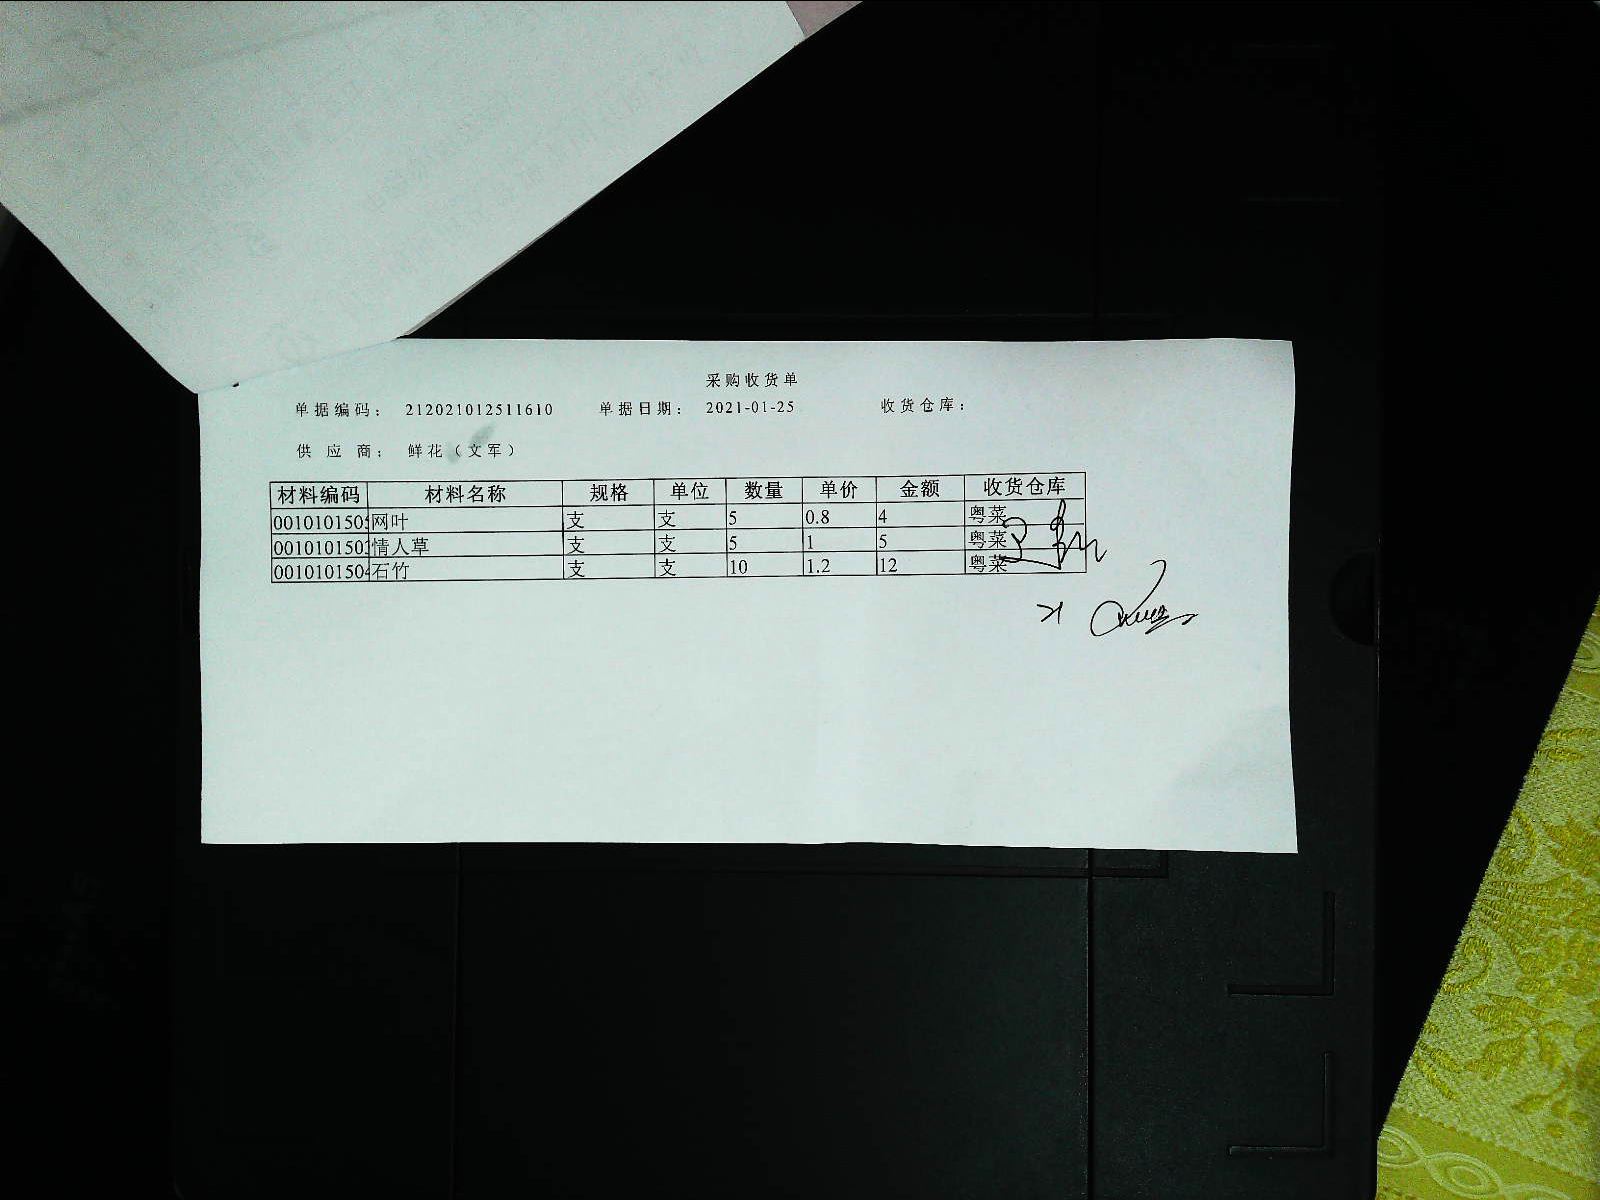 采购收货单
单据编码： 212021012511610 单据日期： 2021-01-25 收货仓库：
供 应 商： 鲜花（文军）
材料编码 材料名称 规格 单位 数量 单价 金额 收货仓库
0010101505 网叶 支 支 5 0.8 4 粤菜
0010101503 情人草 支 支 5 1 5 粤菜
0010101504 石竹 支 支 10 1.2 12 粤菜